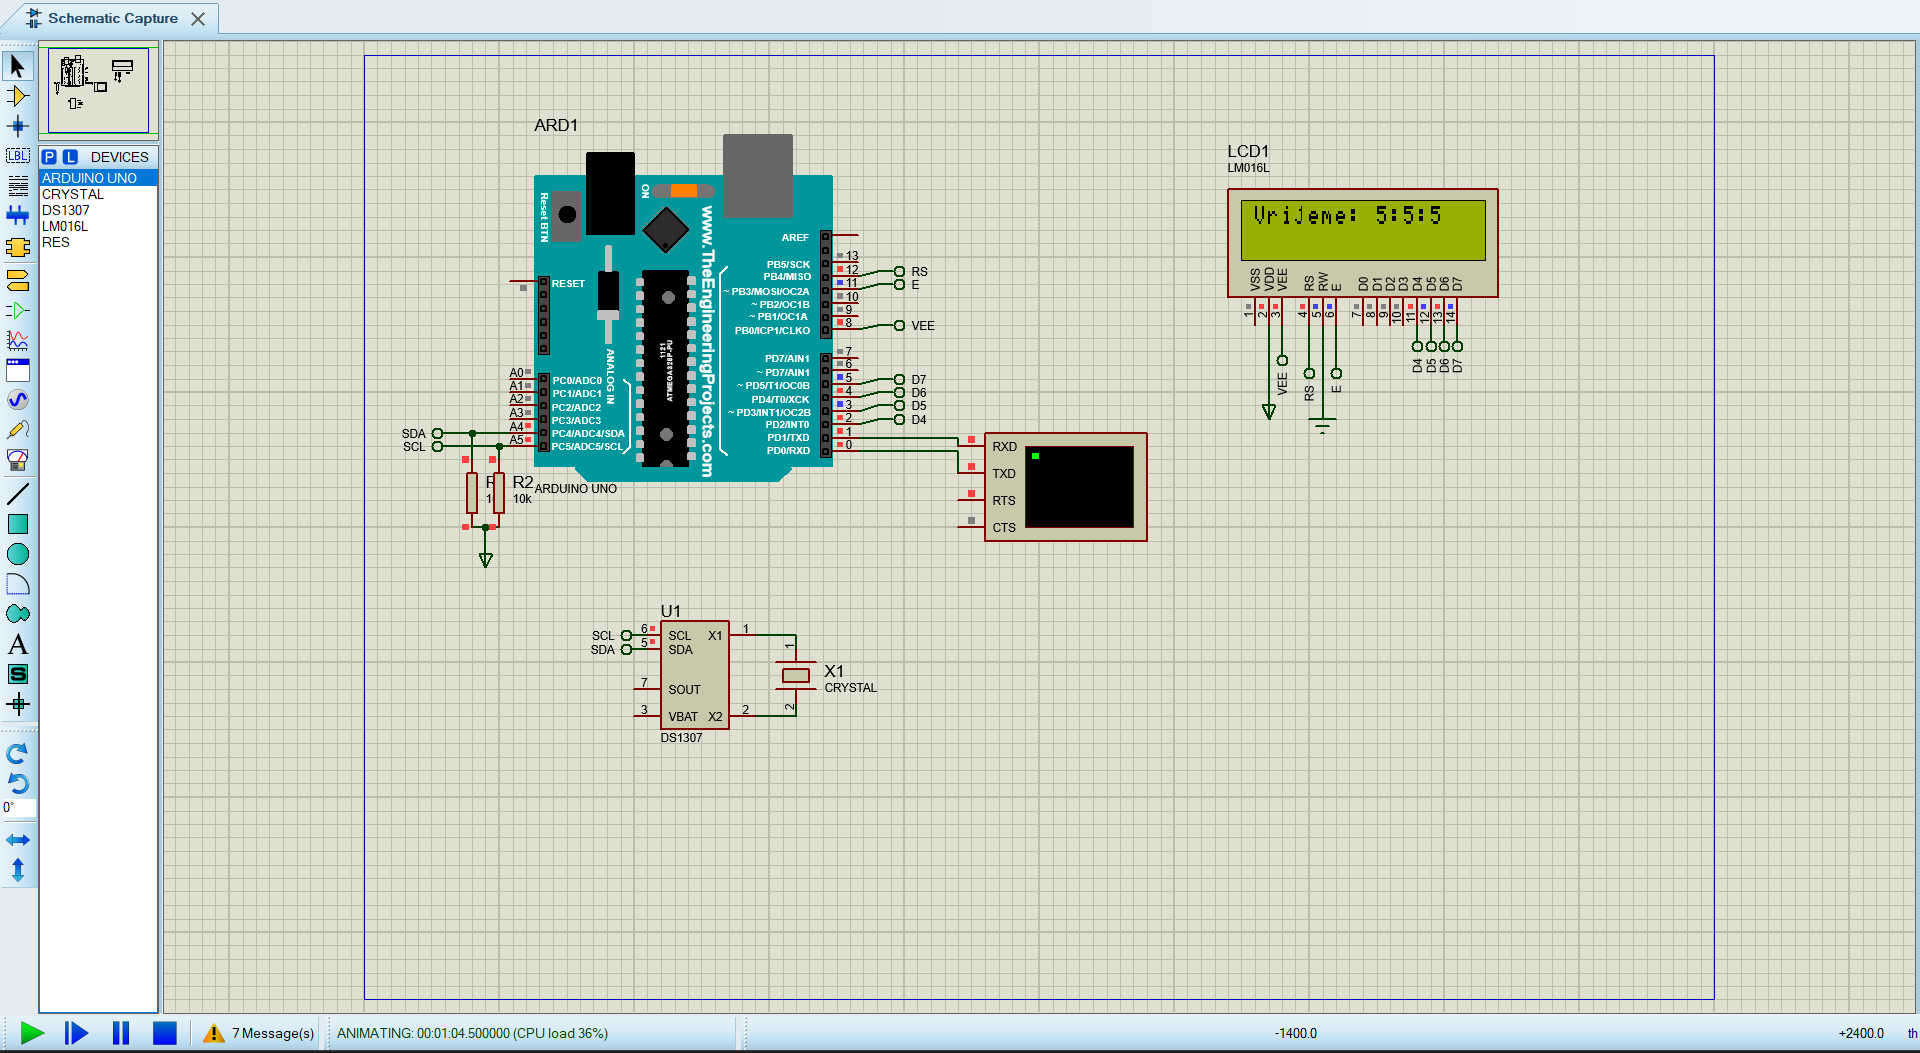 Schematic Capture
P L DEVICES
ARDUINO UNO
CRYSTAL
DS1307
LM016L
RES
LBL
A
S
0°
ARD1
Reset BTN
ON
www.TheEngineeringProjects.com
ATMEGA328P-PU
1121
ANALOG IN
RESET
AREF
PB5/SCK
PB4/MISO
~ PB3/MOSI/OC2A
~ PB2/OC1B
~ PB1/OC1A
PB0/ICP1/CLKO
13
12
11
10
9
8
RS
E
VEE
PD7/AIN1
~ PD7/AIN1
~ PD5/T1/OC0B
PD4/T0/XCK
~ PD3/INT1/OC2B
PD2/INT0
PD1/TXD
PD0/RXD
7
6
5
4
3
2
1
0
D7
D6
D5
D4
A0
A1
A2
A3
A4
A5
PC0/ADC0
PC1/ADC1
PC2/ADC2
PC3/ADC3
PC4/ADC4/SDA
PC5/ADC5/SCL
SDA
SCL
R2
10k
ARDUINO UNO
RXD
TXD
RTS
CTS
LCD1
LM016L
Vrijeme: 5:5:5
VSS VDD VEE RS RW E D0 D1 D2 D3 D4 D5 D6 D7
1 2 3 4 5 6 7 8 9 10 11 12 13 14
VEE RS E D4 D5 D6 D7
U1
SCL 6 SCL X1 1
SDA 5 SDA
7 SOUT
3 VBAT X2 2
DS1307
1
X1
CRYSTAL
2
7 Message(s)
ANIMATING: 00:01:04.500000 (CPU load 36%)
-1400.0
+2400.0
th